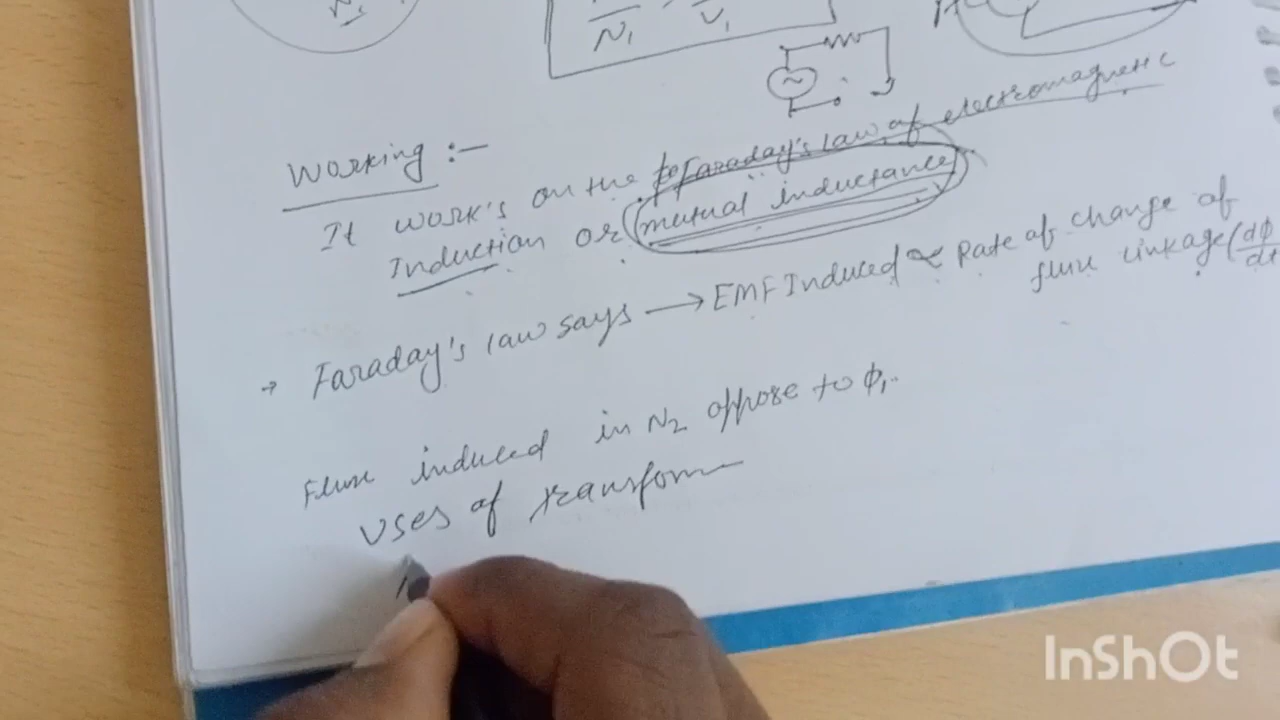 N₁ V₁
Working :-
It work's on the Faraday's law of electromagnetic
Induction or mutual inductance
→ Faraday's law says → EMF Induced ∝ Rate of change of
flux linkage (dϕ/dt
Flux induced in N₂ oppose to ϕ₁.
Uses of transform
InShOt